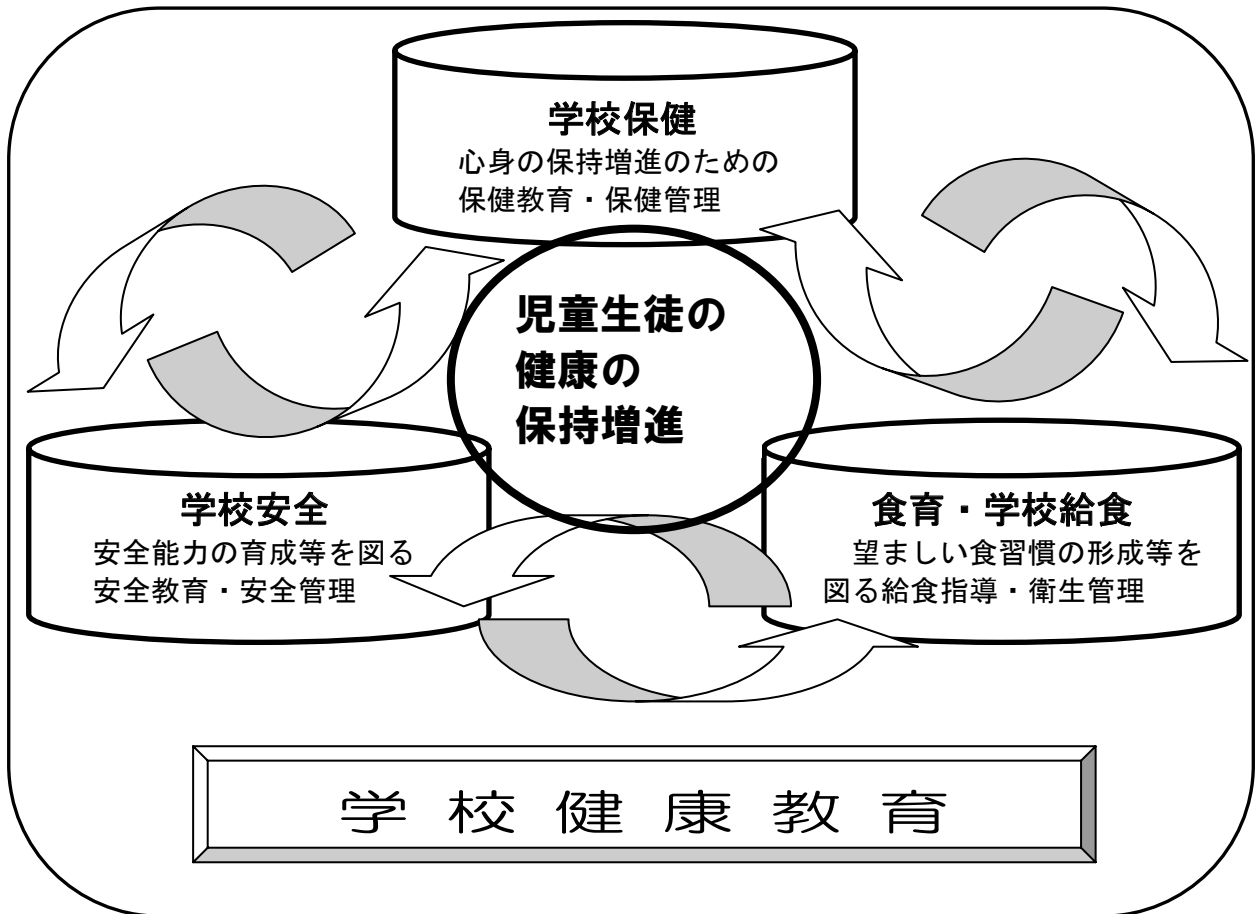 学校保健
心身の保持増進のための
保健教育・保健管理
児童生徒の
健康の
保持増進
学校安全
安全能力の育成等を図る
安全教育・安全管理
食育・学校給食
望ましい食習慣の形成等を
図る給食指導・衛生管理
学校健康教育